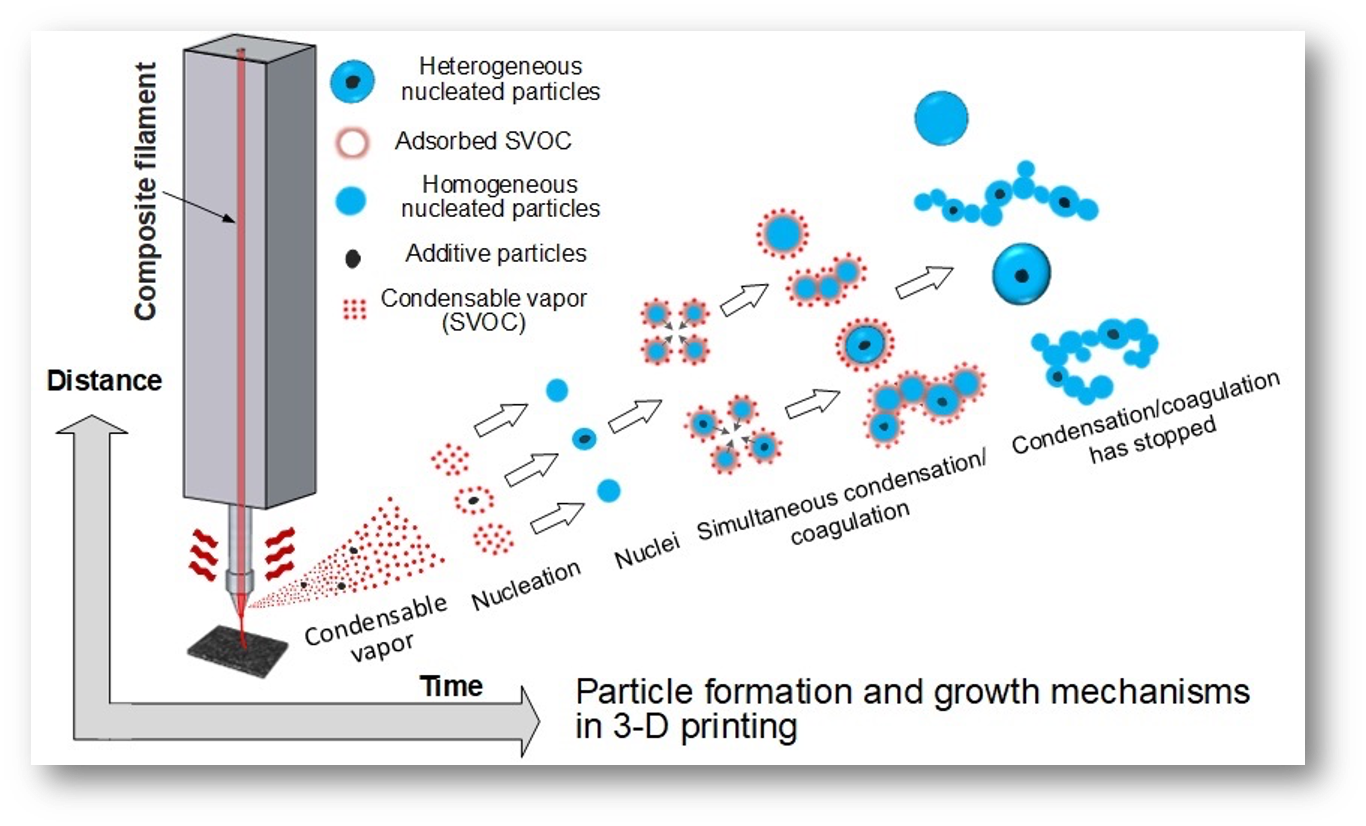 Composite filament
Heterogeneous
nucleated particles
Adsorbed SVOC
Homogeneous
nucleated particles
Additive particles
Condensable vapor
(SVOC)
Distance
Condensable
vapor
Nucleation
Nuclei
Simultaneous condensation/
coagulation
Condensation/coagulation
has stopped
Time
Particle formation and growth mechanisms
in 3-D printing